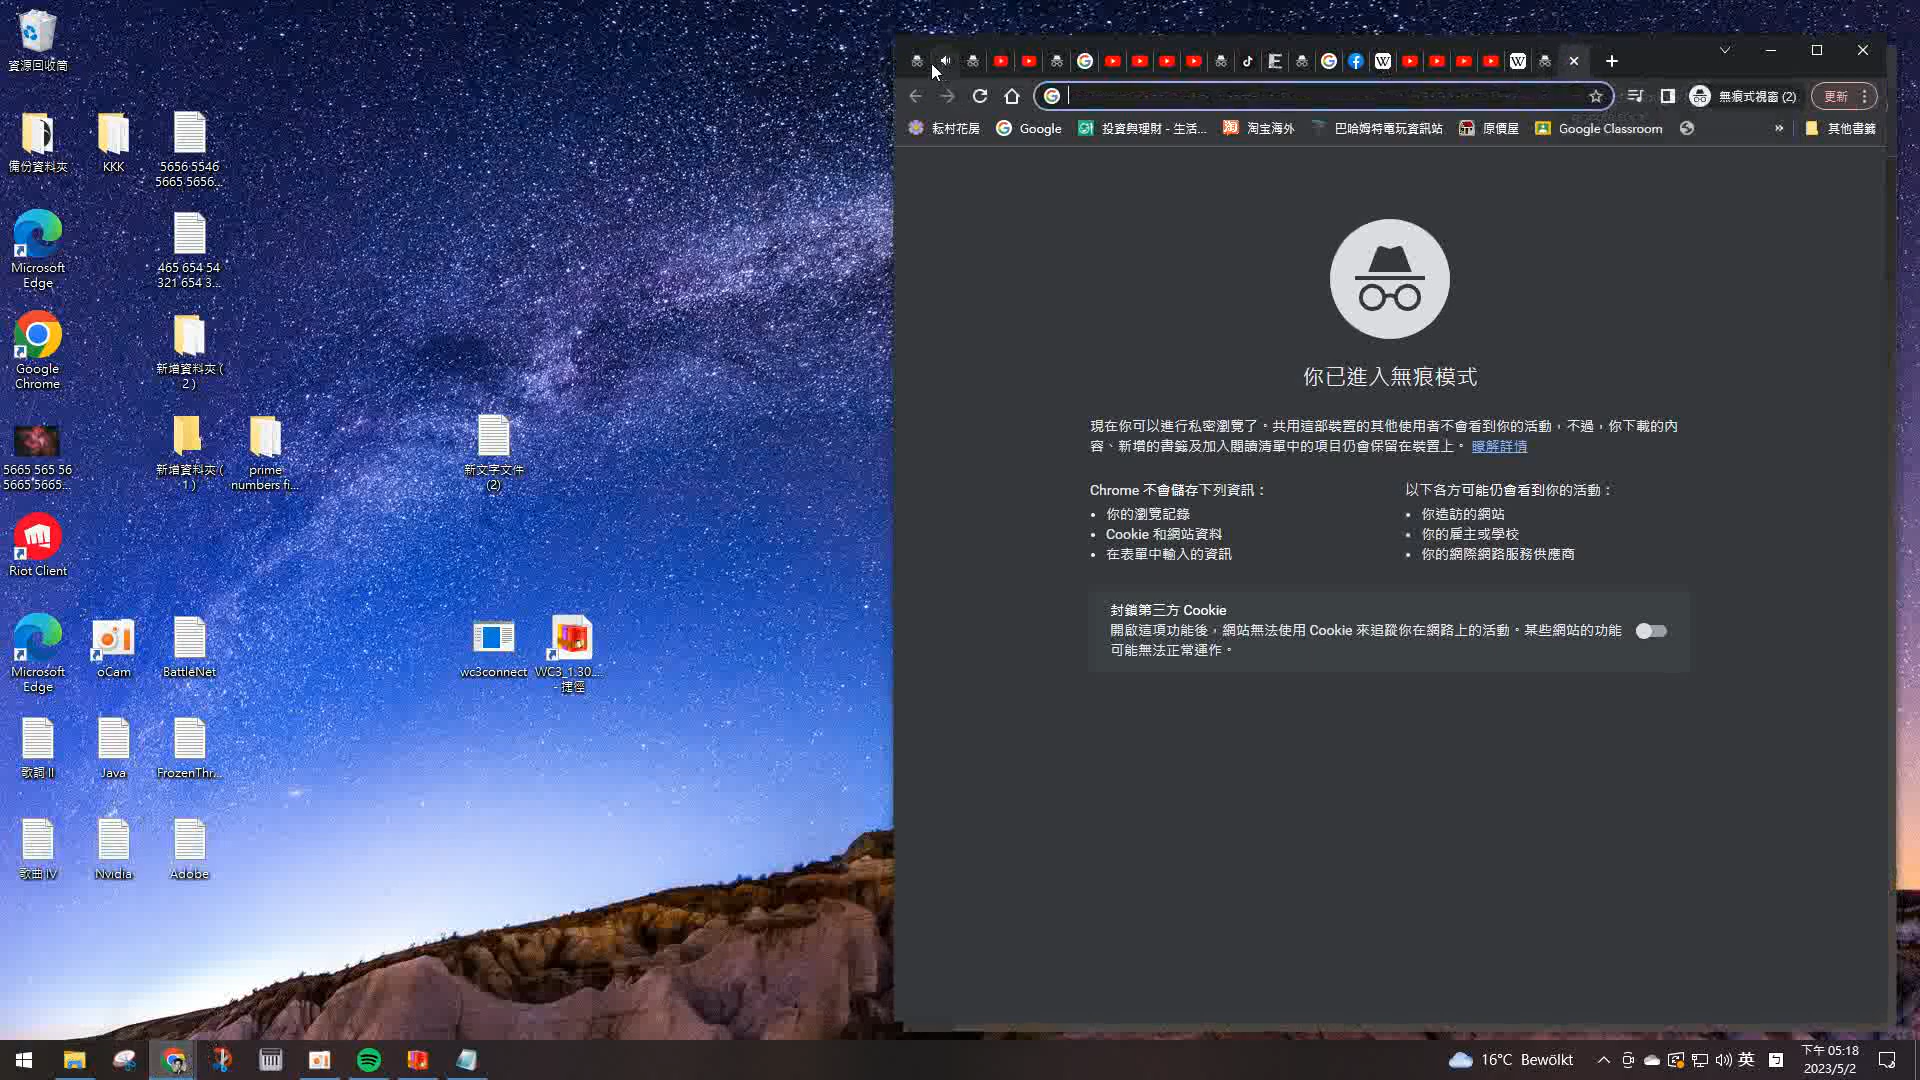 資源回收筒
備份資料夾
KKK
5656 5546
5665 5656...
Microsoft
Edge
465 654 54
321 654 3...
Google
Chrome
新增資料夾 (
2 )
5665 565 56
5665 5665...
新增資料夾 (
1 )
prime
numbers fi...
新文字文件
(2)
Riot Client
Microsoft
Edge
oCam
BattleNet
wc3connect
WC3_1.30....
- 捷徑
歌詞 II
Java
FrozenThr...
歌曲 IV
Nvidia
Adobe
無痕式視窗 (2)
更新
耘村花房
Google
投資與理財 - 生活...
淘宝海外
巴哈姆特電玩資訊站
原價屋
Google Classroom
»
其他書籤
你已進入無痕模式
現在你可以進行私密瀏覽了。共用這部裝置的其他使用者不會看到你的活動，不過，你下載的內
容、新增的書籤及加入閱讀清單中的項目仍會保留在裝置上。 瞭解詳情
Chrome 不會儲存下列資訊：
• 你的瀏覽記錄
• Cookie 和網站資料
• 在表單中輸入的資訊
以下各方可能仍會看到你的活動：
• 你造訪的網站
• 你的雇主或學校
• 你的網際網路服務供應商
封鎖第三方 Cookie
開啟這項功能後，網站無法使用 Cookie 來追蹤你在網路上的活動。某些網站的功能
可能無法正常運作。
16°C Bewölkt
英
ㄅ
下午 05:18
2023/5/2